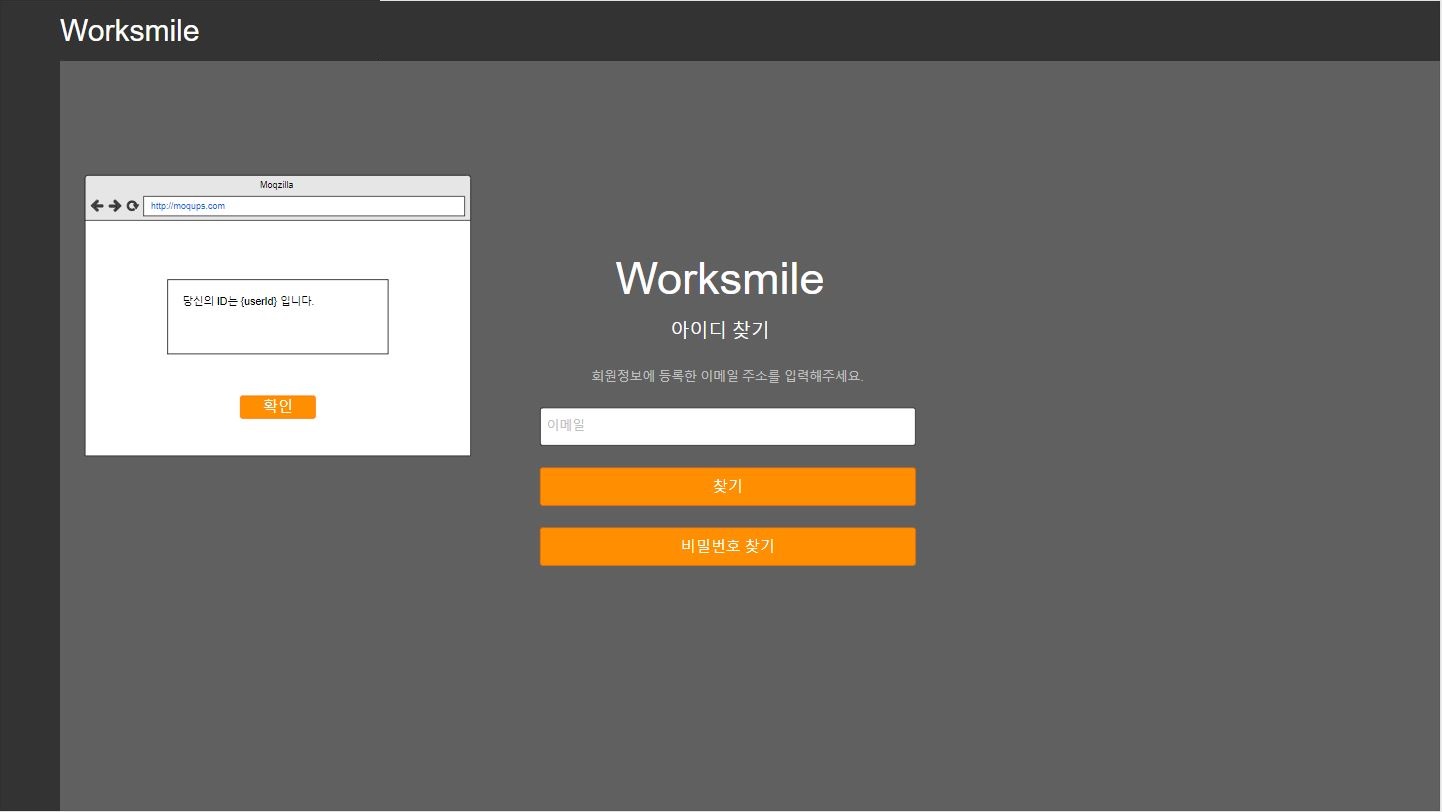 Worksmile
Moqzilla
http://moqups.com
당신의 ID는 {userId} 입니다.
확인
Worksmile
아이디 찾기
회원정보에 등록한 이메일 주소를 입력해주세요.
이메일
찾기
비밀번호 찾기